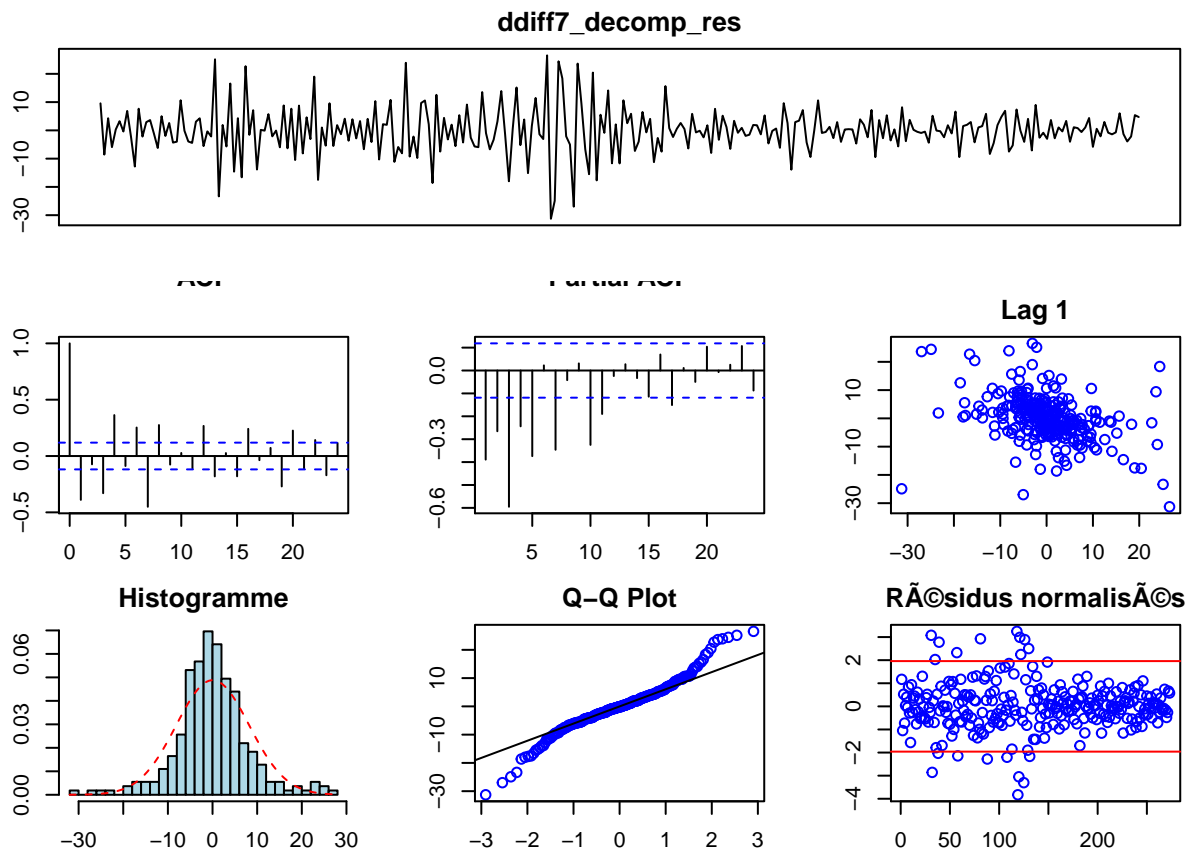 ddiff7_decomp_res
10
−10
−30
ACF
Partial ACF
Lag 1
1.0
0.5
0.0
−0.5
0 5 10 15 20
0.0
−0.3
−0.6
5 10 15 20
10
−10
−30
−30 −10 0 10 20
Histogramme
Q−Q Plot
RÃ©sidus normalisÃ©s
0.06
0.03
0.00
−30 −10 0 10 20 30
10
−10
−30
−3 −2 −1 0 1 2 3
2
0
−2
−4
0 50 100 200